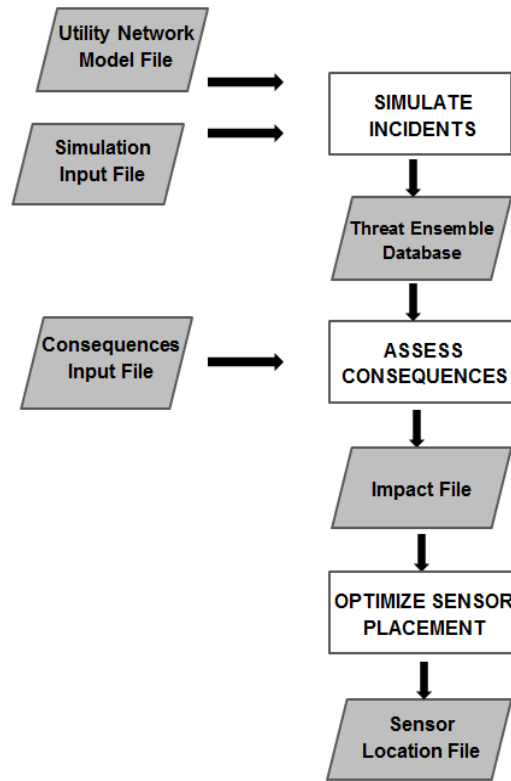 Utility Network
Model File
SIMULATE
INCIDENTS
Simulation
Input File
Threat Ensemble
Database
Consequences
Input File
ASSESS
CONSEQUENCES
Impact File
OPTIMIZE SENSOR
PLACEMENT
Sensor
Location File